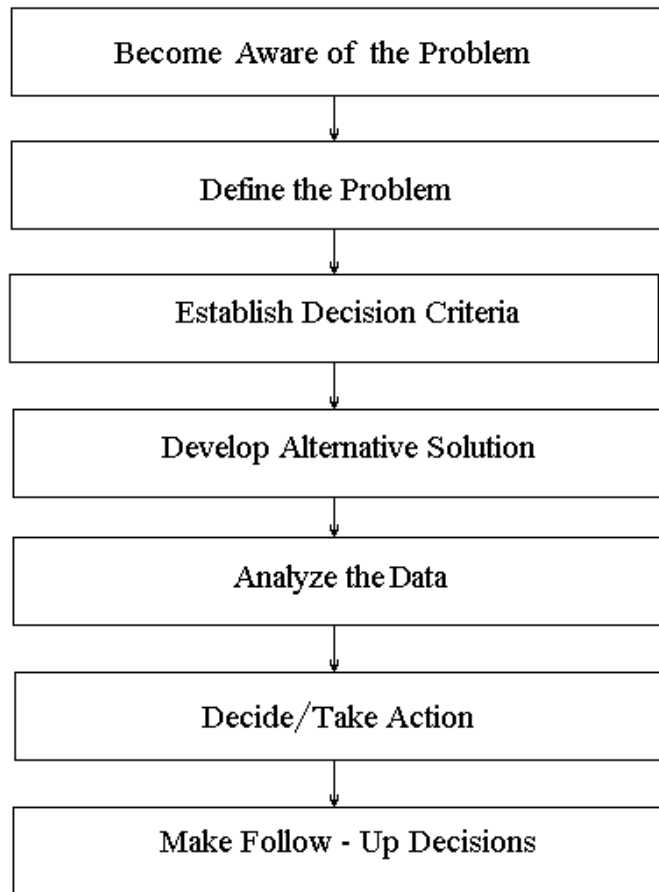 Become Aware of the Problem
Define the Problem
Establish Decision Criteria
Develop Alternative Solution
Analyze the Data
Decide/Take Action
Make Follow - Up Decisions